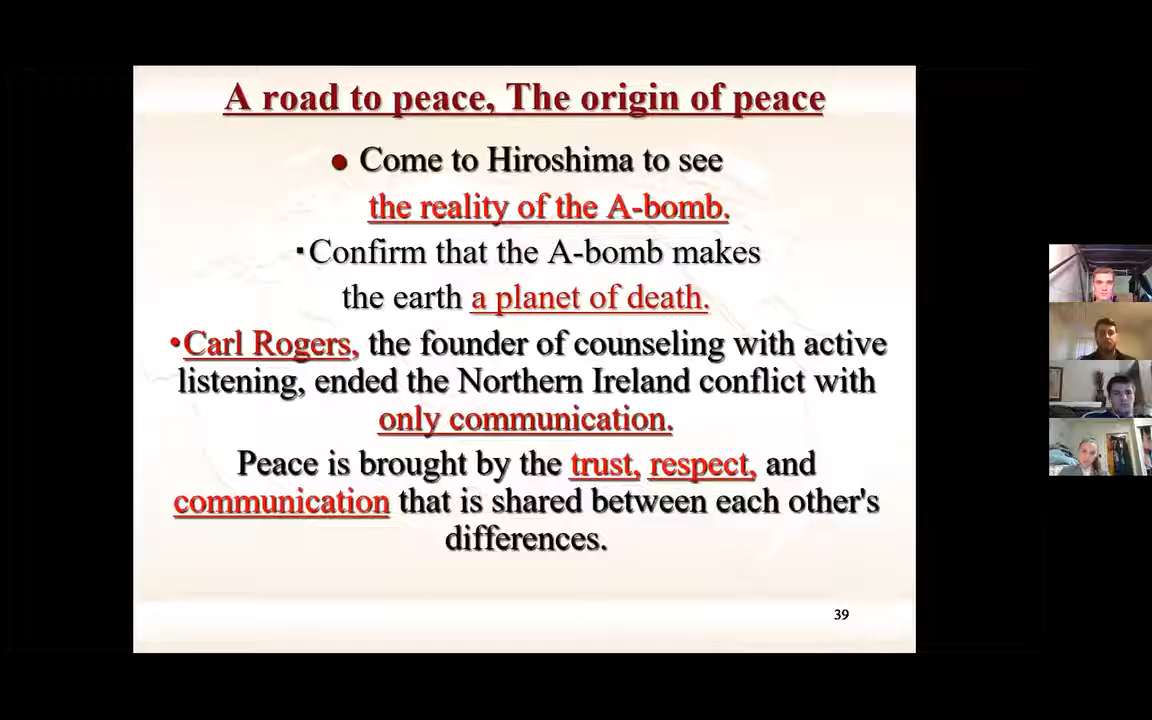 A road to peace, The origin of peace
• Come to Hiroshima to see
the reality of the A-bomb.
・Confirm that the A-bomb makes
the earth a planet of death.
•Carl Rogers, the founder of counseling with active
listening, ended the Northern Ireland conflict with
only communication.
Peace is brought by the trust, respect, and
communication that is shared between each other's
differences.
39